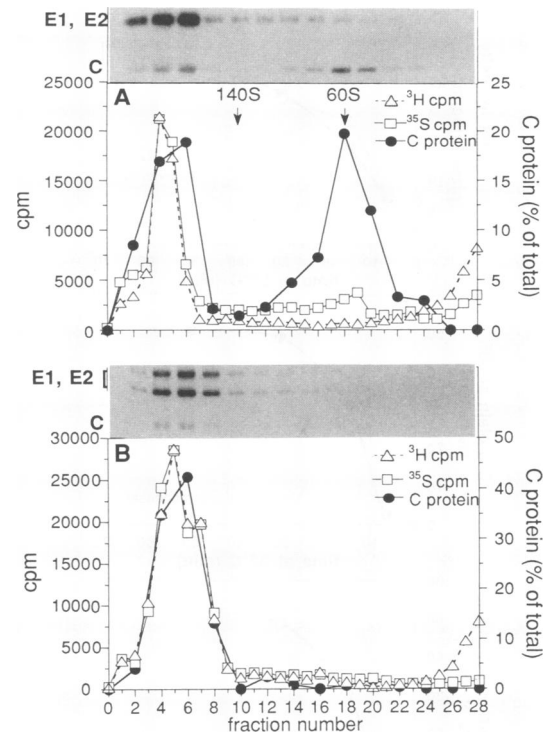 E1, E2
C
25000
20000
15000
10000
5000
0
cpm
A
140S
60S
³H cpm
³⁵S cpm
C protein
25
20
15
10
5
0
C protein (% of total)
E1, E2 [
C
30000
25000
20000
15000
10000
5000
0
cpm
B
³H cpm
³⁵S cpm
C protein
50
40
30
20
10
0
C protein (% of total)
0 2 4 6 8 10 12 14 16 18 20 22 24 26 28
fraction number